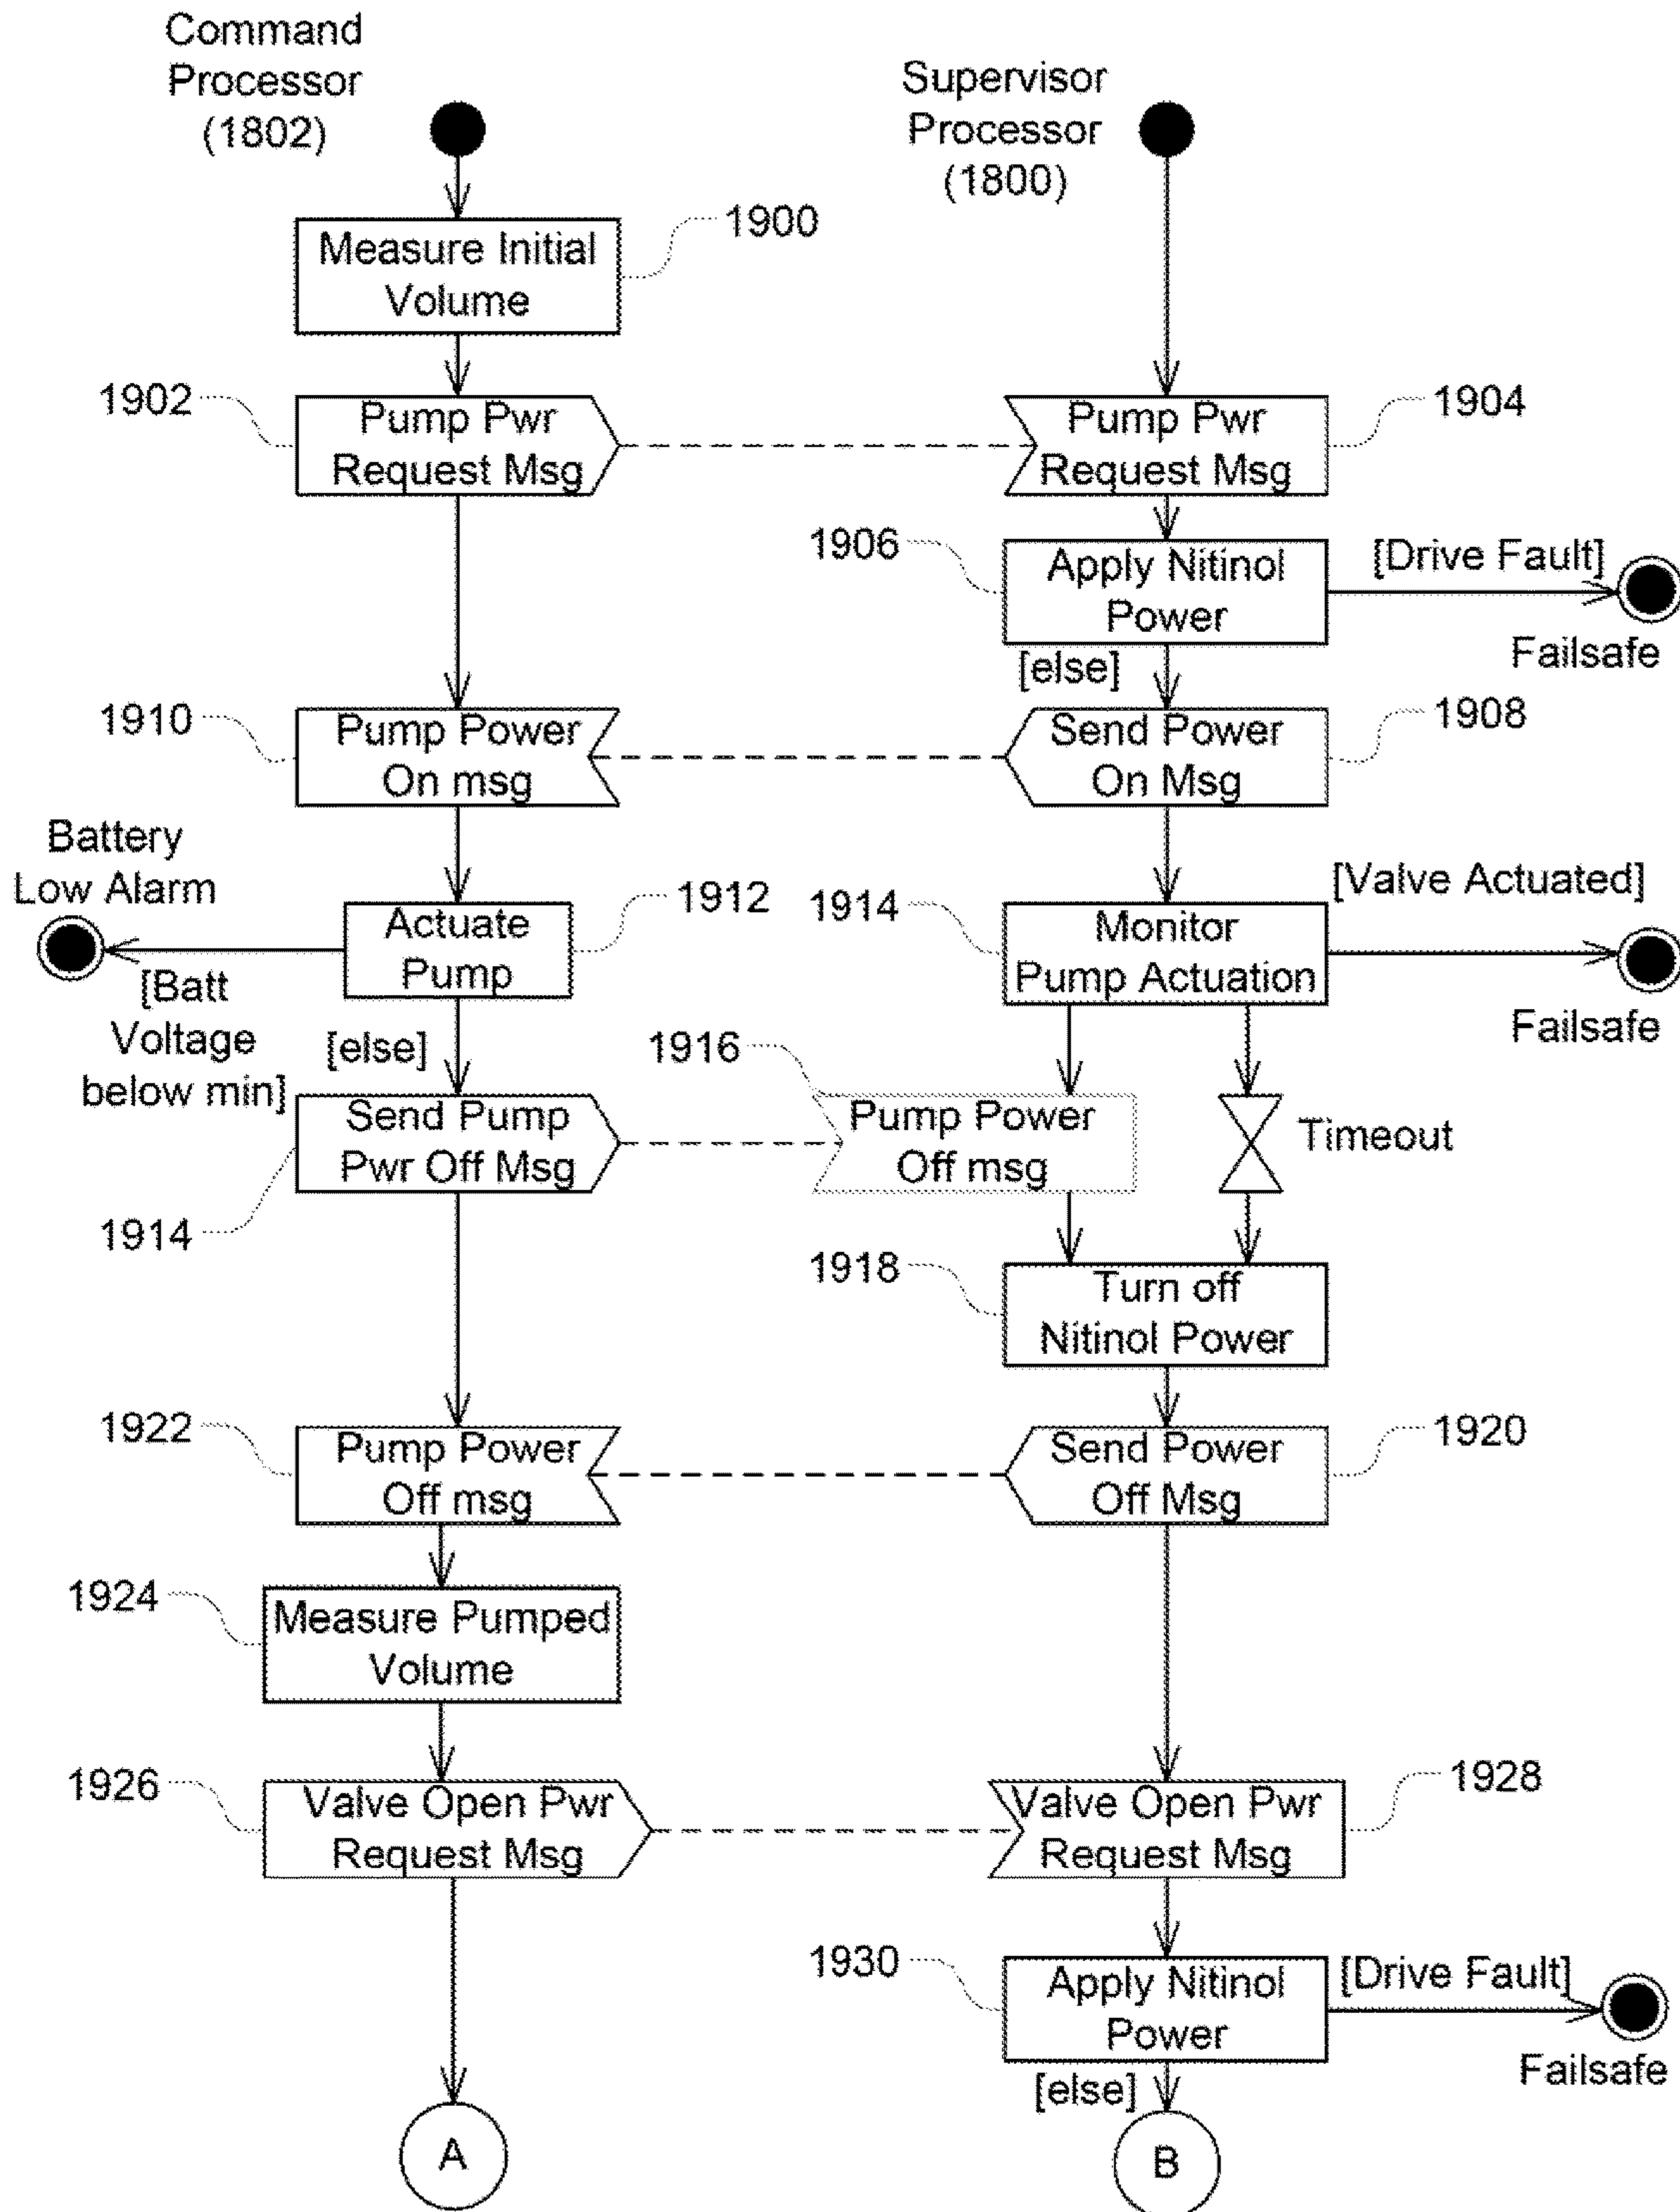 Command
Processor
(1802)
Supervisor
Processor
(1800)
Measure Initial
Volume
1900
1902
Pump Pwr
Request Msg
Pump Pwr
Request Msg
1904
1906
Apply Nitinol
Power
[Drive Fault]
Failsafe
[else]
1910
Pump Power
On msg
Send Power
On Msg
1908
Battery
Low Alarm
Actuate
Pump
1912
1914
Monitor
Pump Actuation
[Valve Actuated]
Failsafe
[Batt
Voltage
below min]
[else]
1916
Send Pump
Pwr Off Msg
Pump Power
Off msg
Timeout
1914
1918
Turn off
Nitinol Power
1922
Pump Power
Off msg
Send Power
Off Msg
1920
1924
Measure Pumped
Volume
1926
Valve Open Pwr
Request Msg
Valve Open Pwr
Request Msg
1928
1930
Apply Nitinol
Power
[Drive Fault]
Failsafe
[else]
A
B